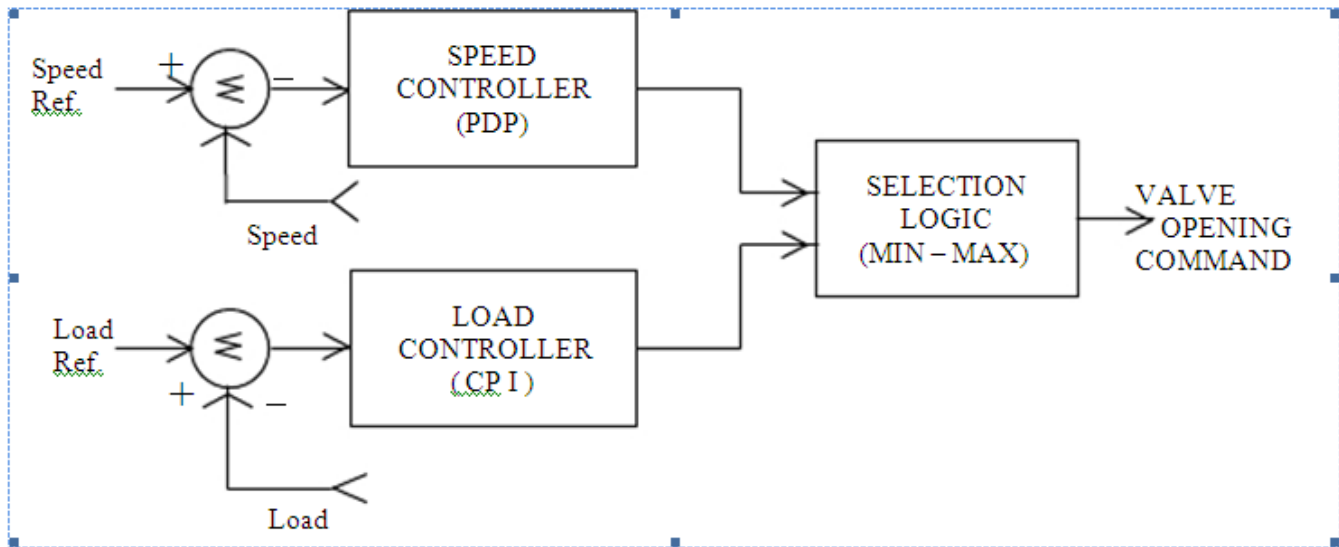 Speed
Ref.
+
−
SPEED
CONTROLLER
(PDP)
Speed
SELECTION
LOGIC
(MIN – MAX)
VALVE
OPENING
COMMAND
Load
Ref.
+
−
LOAD
CONTROLLER
( CP I )
Load